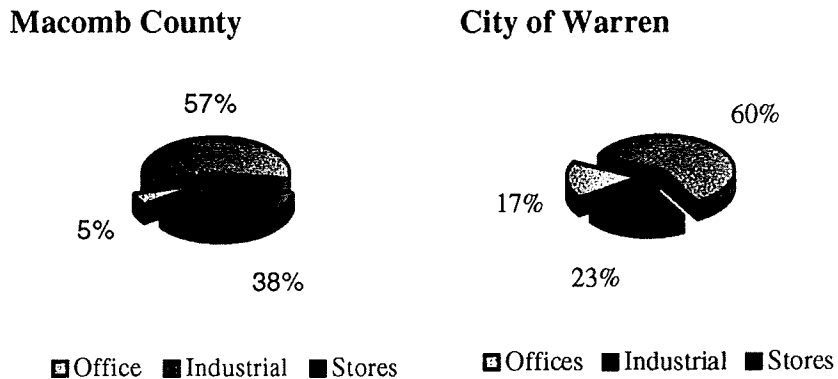 Macomb County
City of Warren
57%
60%
5%
17%
38%
23%
Office Industrial Stores
Offices Industrial Stores